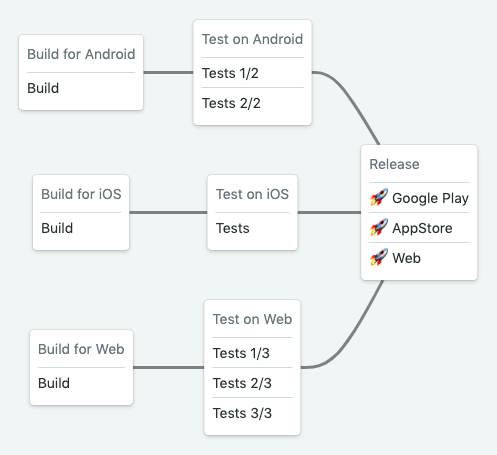 Build for Android
Build
Test on Android
Tests 1/2
Tests 2/2
Build for iOS
Build
Test on iOS
Tests
Build for Web
Build
Test on Web
Tests 1/3
Tests 2/3
Tests 3/3
Release
🚀 Google Play
🚀 AppStore
🚀 Web